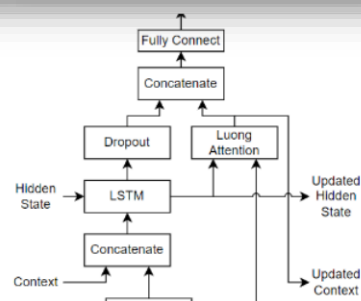 Fully Connect
Concatenate
Dropout
Luong
Attention
Hidden
State
LSTM
Updated
Hidden
State
Concatenate
Context
Updated
Context